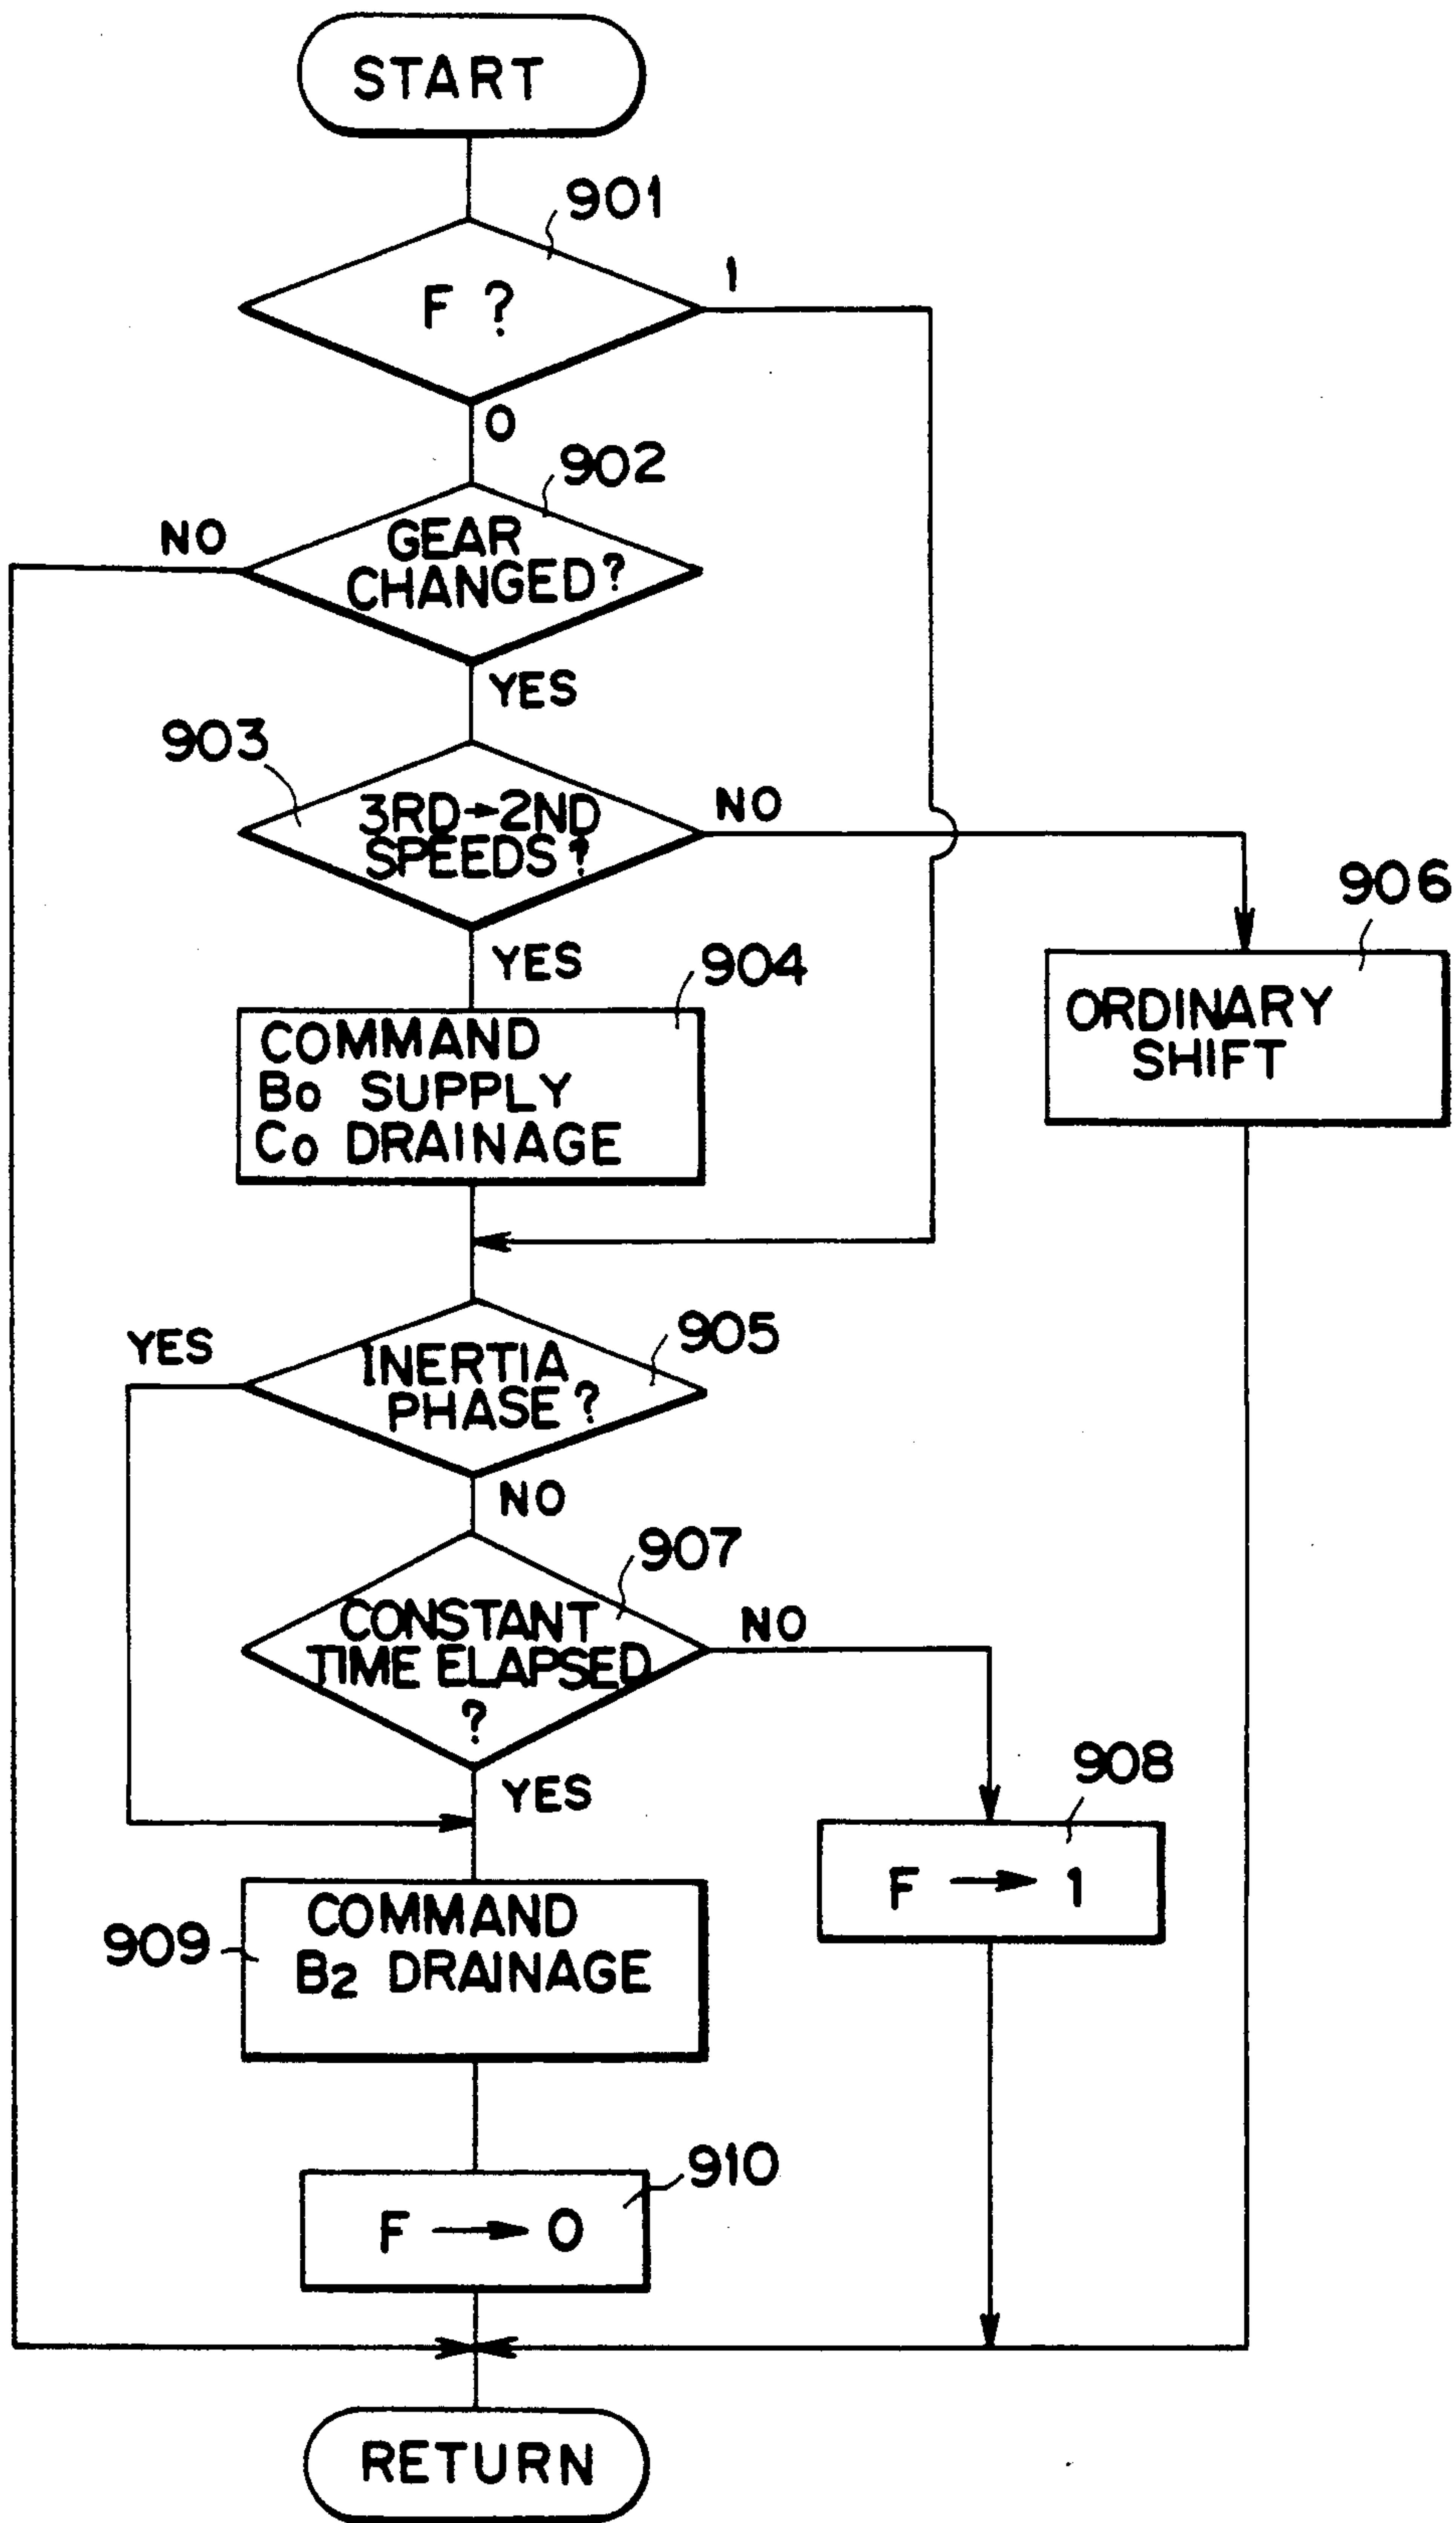 START
901
F ?
1
0
902
NO
GEAR
CHANGED?
YES
903
3RD→2ND
SPEEDS?
NO
906
YES
904
ORDINARY
SHIFT
COMMAND
B0 SUPPLY
C0 DRAINAGE
905
YES
INERTIA
PHASE?
NO
907
CONSTANT
TIME ELAPSED
?
NO
YES
908
F → 1
909
COMMAND
B2 DRAINAGE
910
F → 0
RETURN